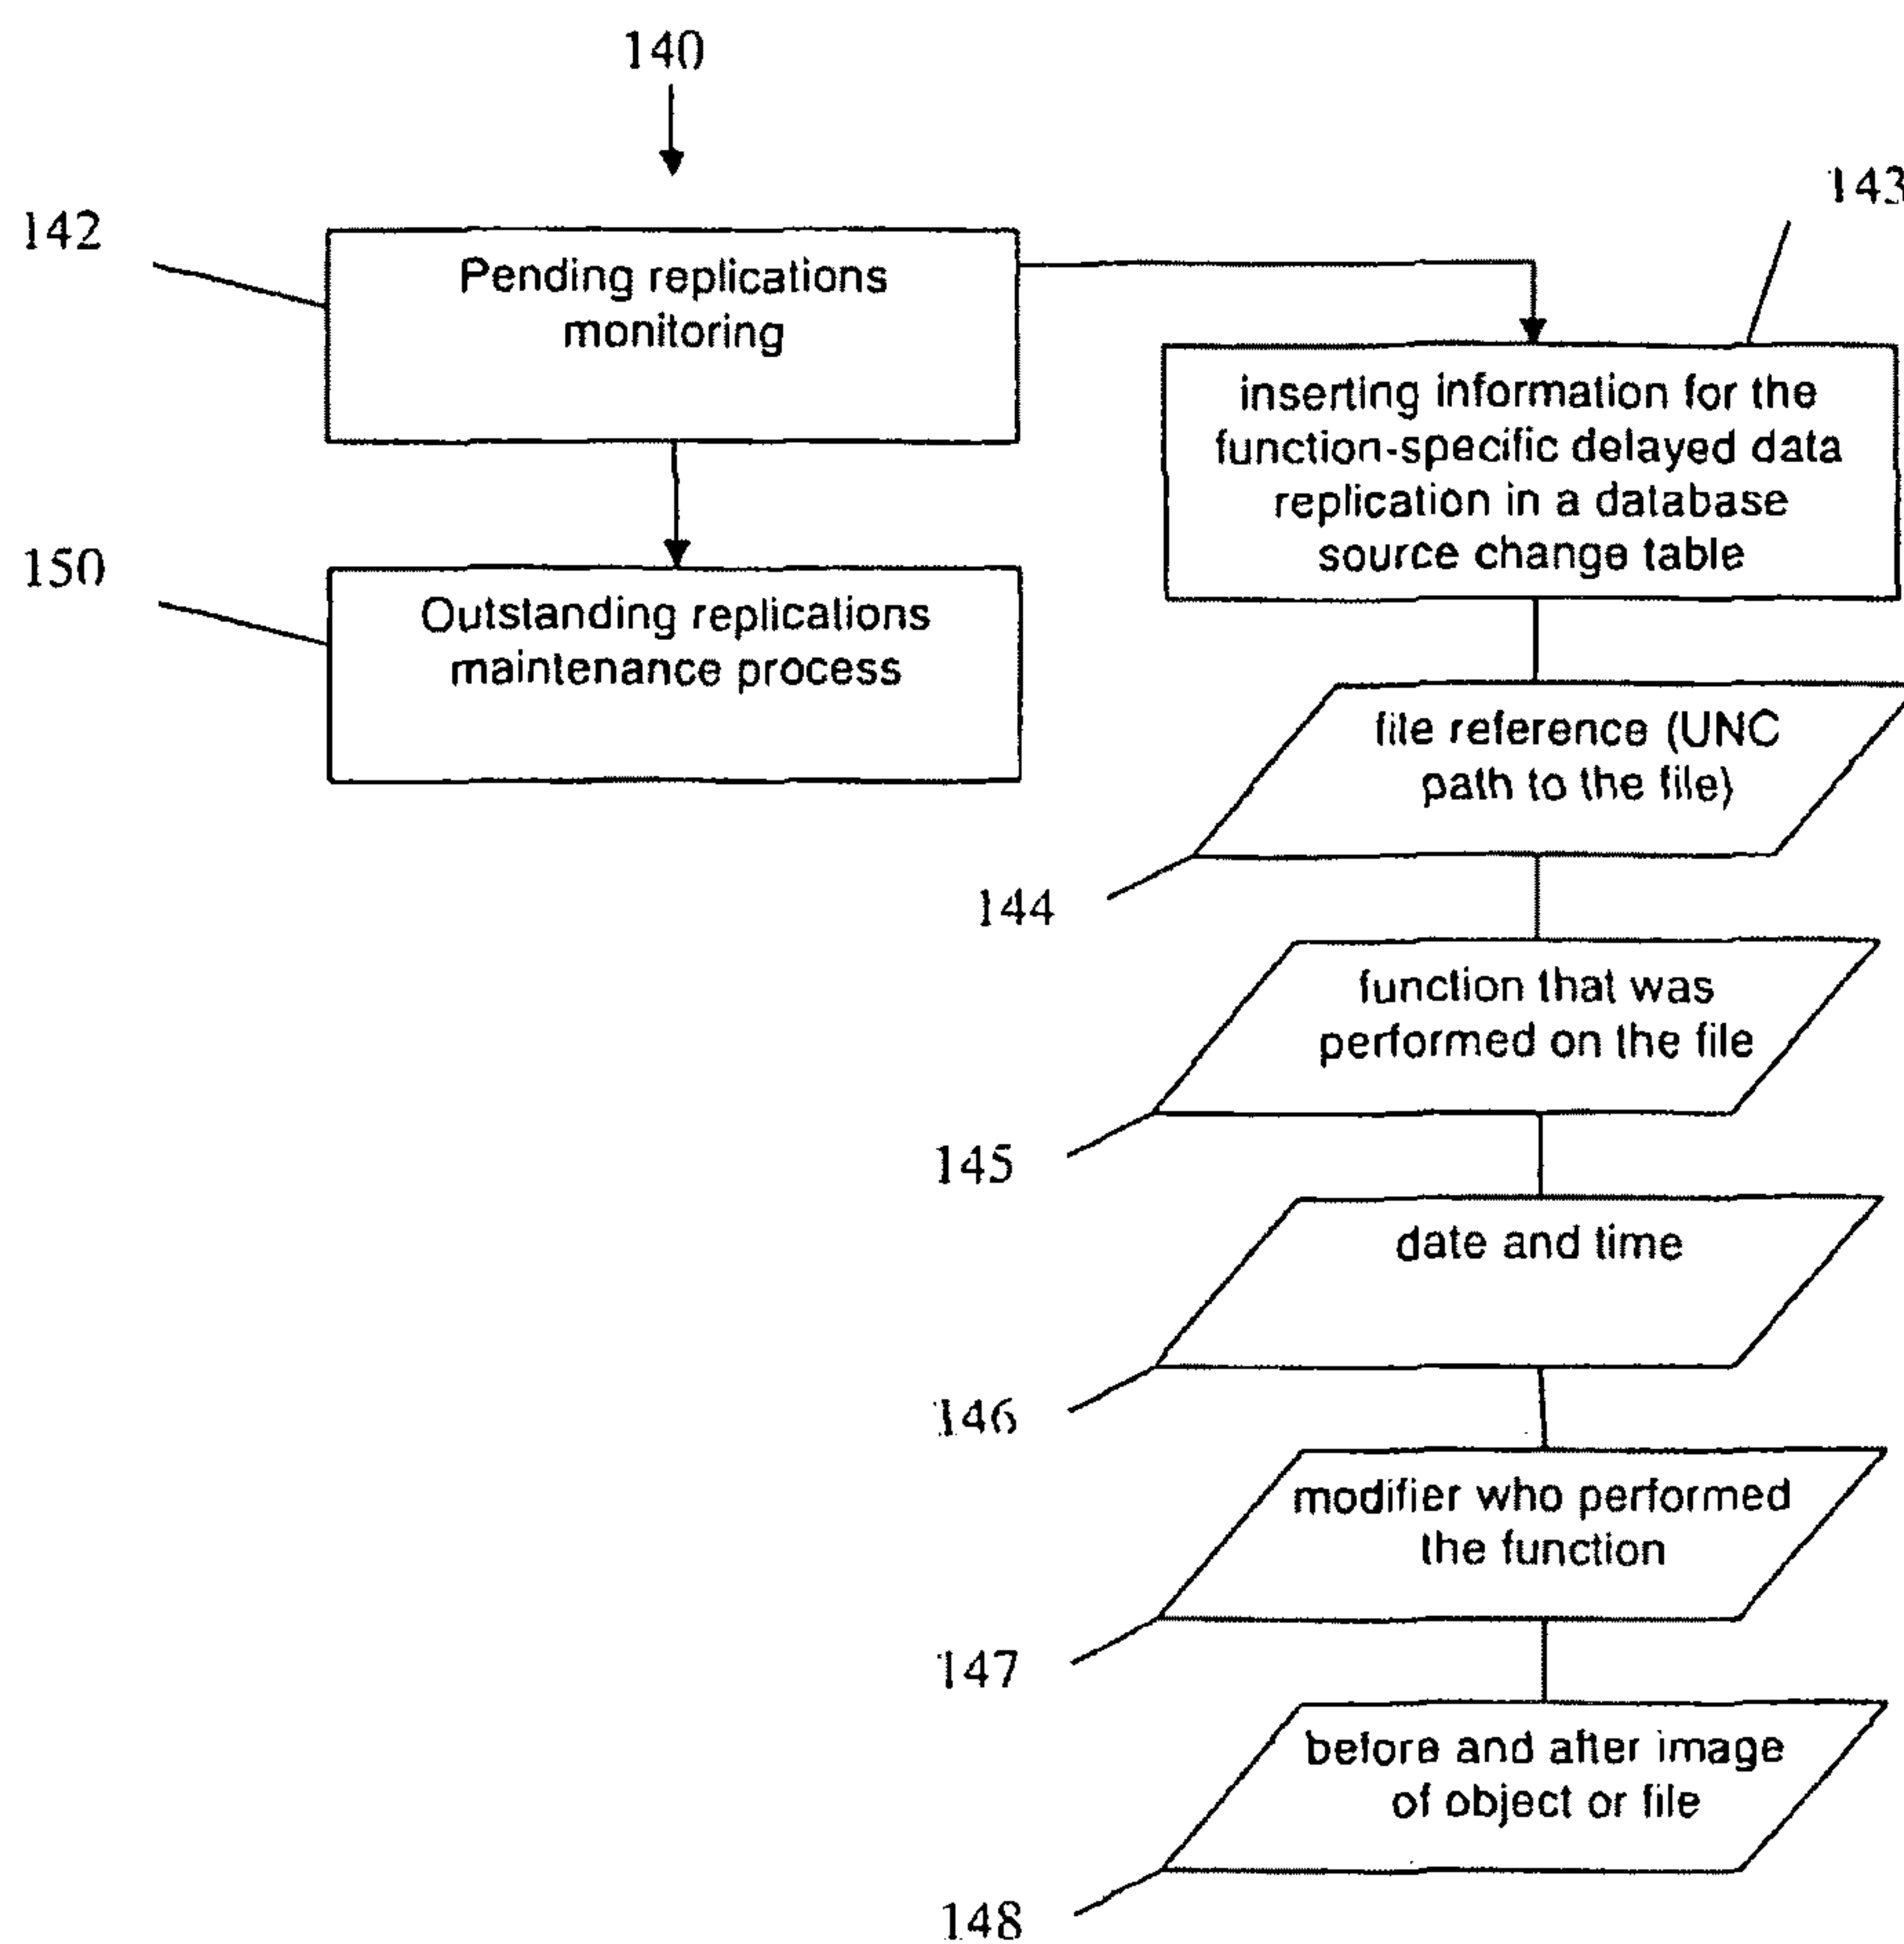 140
142
Pending replications
monitoring
143
inserting information for the
function-specific delayed data
replication in a database
source change table
150
Outstanding replications
maintenance process
file reference (UNC
path to the file)
144
function that was
performed on the file
145
date and time
146
modifier who performed
the function
147
before and after image
of object or file
148